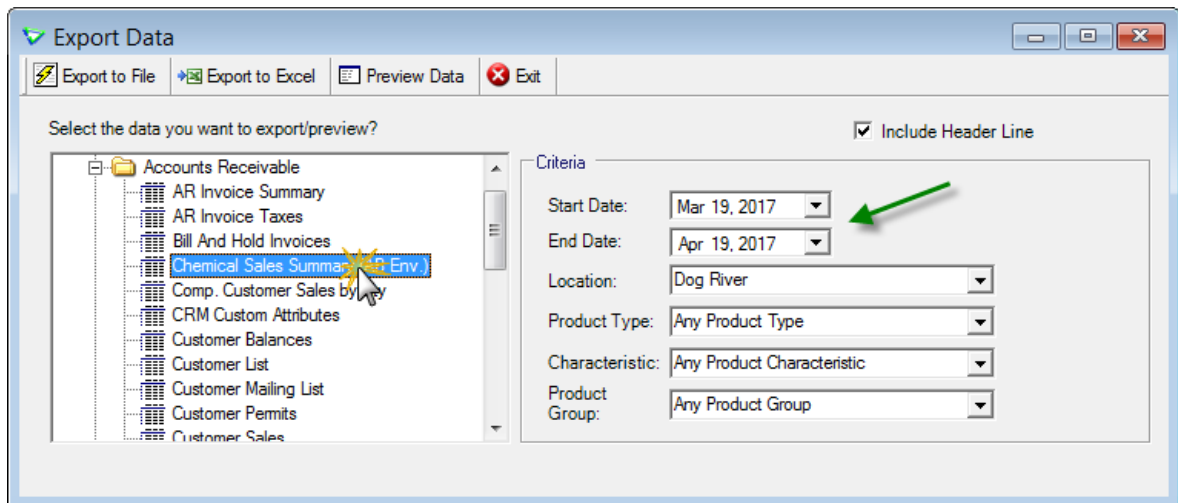 Export Data
Export to File Export to Excel Preview Data Exit
Select the data you want to export/preview?
Include Header Line
Accounts Receivable
AR Invoice Summary
AR Invoice Taxes
Bill And Hold Invoices
Chemical Sales Summary Env.)
Comp. Customer Sales by
CRM Custom Attributes
Customer Balances
Customer List
Customer Mailing List
Customer Permits
Customer Sales
Criteria
Start Date: Mar 19, 2017
End Date: Apr 19, 2017
Location: Dog River
Product Type: Any Product Type
Characteristic: Any Product Characteristic
Product
Group: Any Product Group